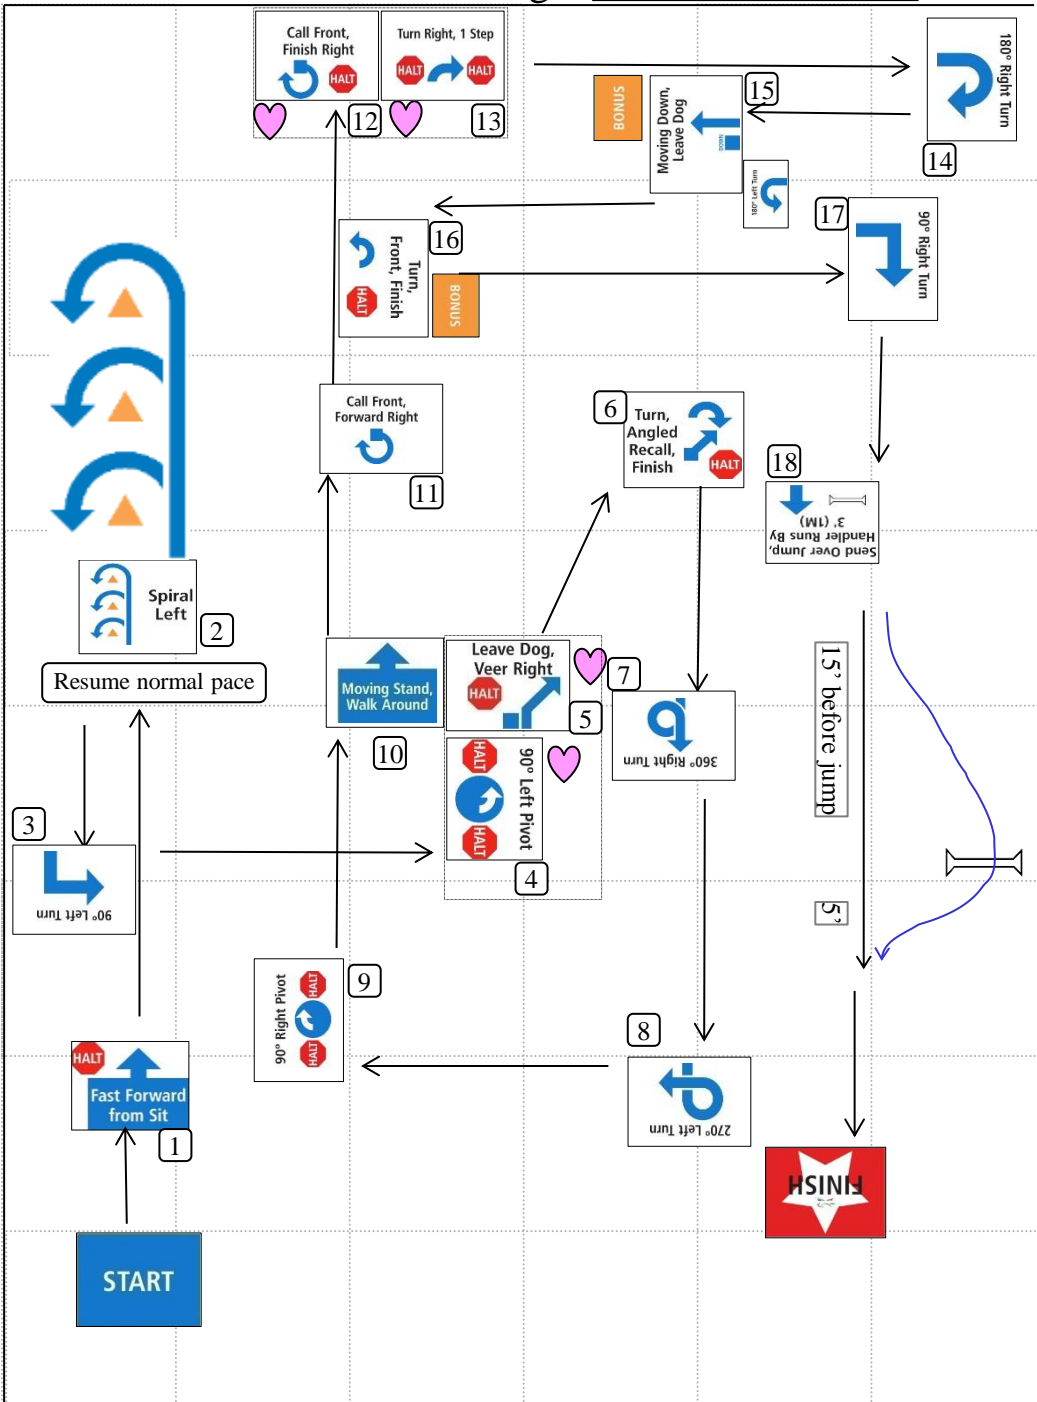 Call Front,
Finish Right
HALT
Turn Right, 1 Step
HALT
HALT
12
13
BONUS
Moving Down,
Leave Dog
DOWN
15
180° Right Turn
14
180° Left Turn
16
Turn,
Front, Finish
HALT
BONUS
17
90° Right Turn
Call Front,
Forward Right
11
6
Turn,
Angled
Recall,
Finish
HALT
18
Send Over Jump,
Handler Runs By
3' (1M)
Spiral
Left
2
Resume normal pace
Moving Stand,
Walk Around
10
Leave Dog,
Veer Right
HALT
5
7
360° Right Turn
15' before jump
5'
3
90° Left Turn
HALT
90° Left Pivot
HALT
4
90° Right Pivot
HALT
HALT
9
8
270° Left Turn
HALT
Fast Forward
from Sit
1
FINISH
START